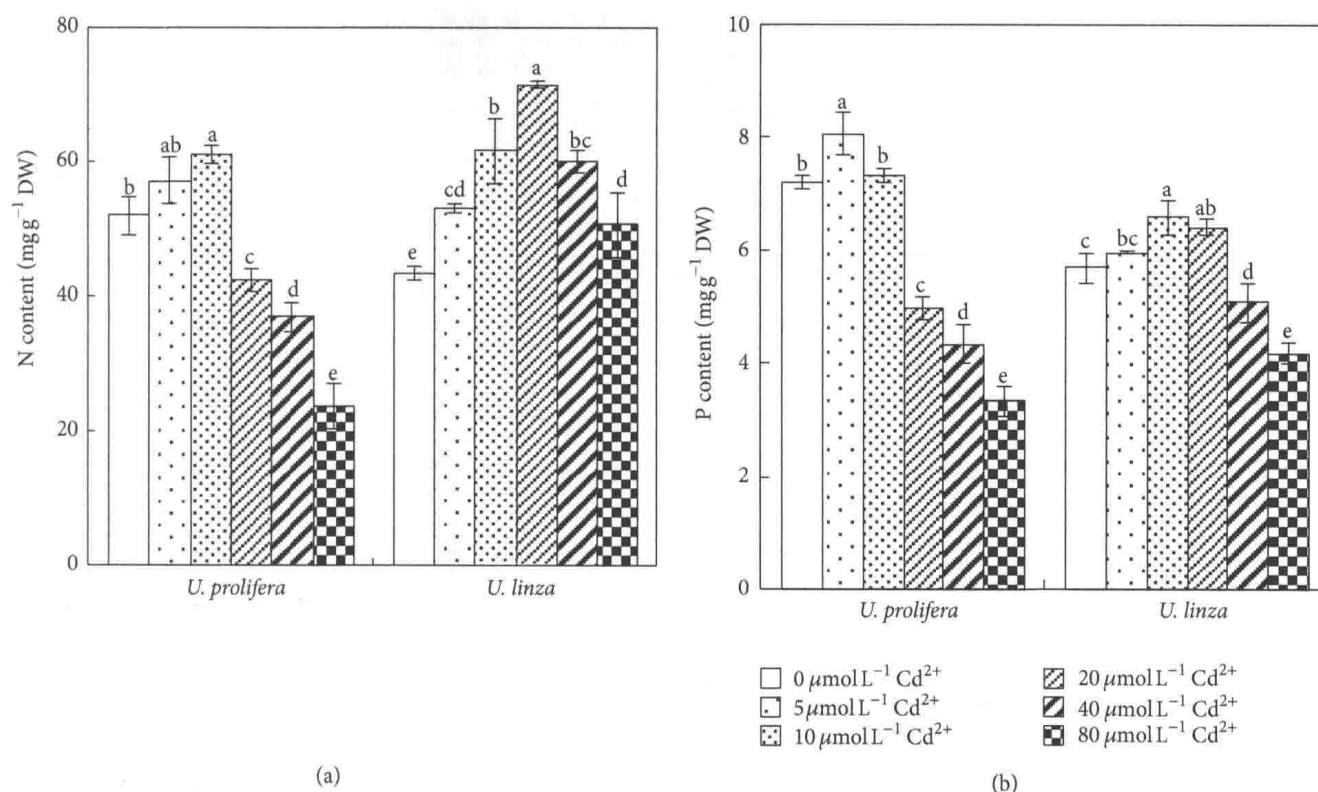 80
60
40
20
0
N content (mg g⁻¹ DW)
b
ab
a
c
d
e
e
cd
b
a
bc
d
U. prolifera
U. linza
(a)
10
8
6
4
2
0
P content (mg g⁻¹ DW)
b
a
b
c
d
e
c
bc
a
ab
d
e
U. prolifera
U. linza
0 μmol L⁻¹ Cd²⁺
5 μmol L⁻¹ Cd²⁺
10 μmol L⁻¹ Cd²⁺
20 μmol L⁻¹ Cd²⁺
40 μmol L⁻¹ Cd²⁺
80 μmol L⁻¹ Cd²⁺
(b)